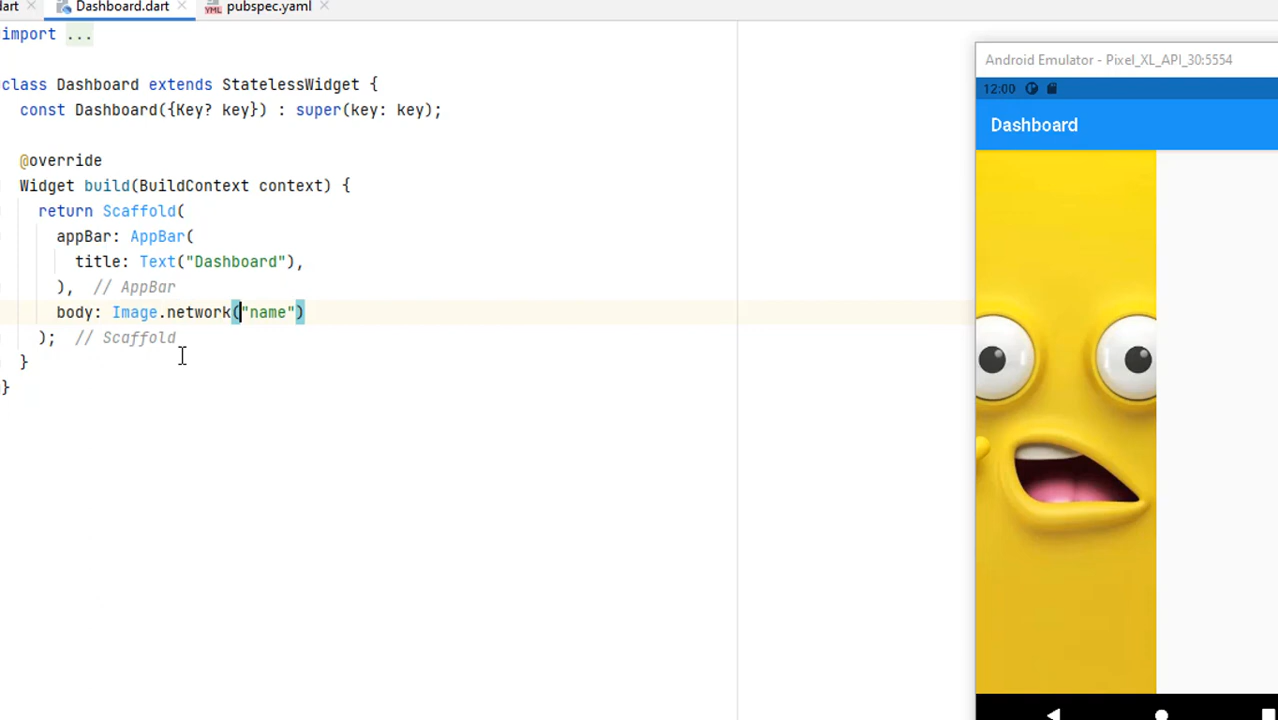 dart
Dashboard.dart
pubspec.yaml
import ...
class Dashboard extends StatelessWidget {
const Dashboard({Key? key}) : super(key: key);
@override
Widget build(BuildContext context) {
return Scaffold(
appBar: AppBar(
title: Text("Dashboard"),
), // AppBar
body: Image.network("name")
); // Scaffold
}
}
Android Emulator - Pixel_XL_API_30:5554
12:00
Dashboard